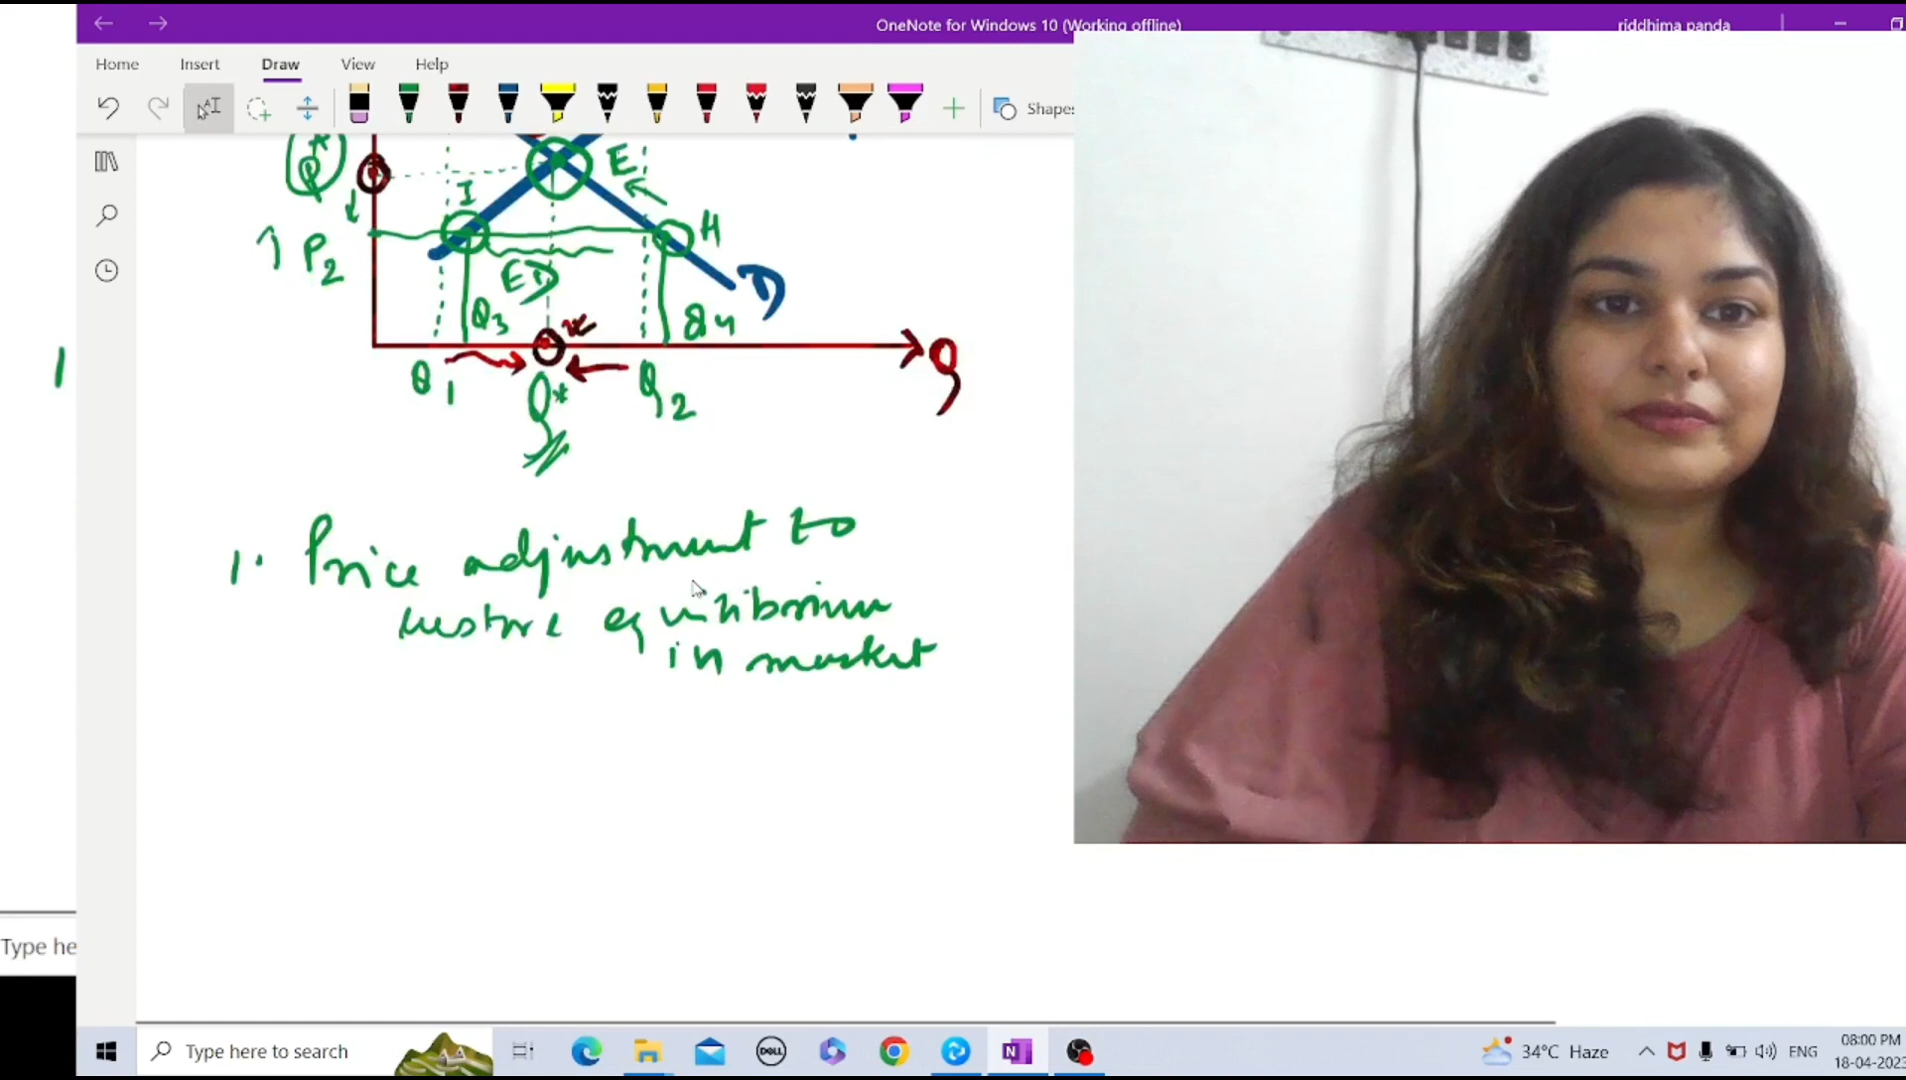 OneNote for Windows 10 (Working offline)
riddhima panda
Home Insert Draw View Help
Shapes
P*
E
I
H
↑ P2
ED
D
Q3
*
Q4
Q
Q1
Q*
Q2
1. Price adjustment to
restore equilibrium
in market
Type he
Type here to search
DELL
34°C Haze
ENG
08:00 PM
18-04-2023